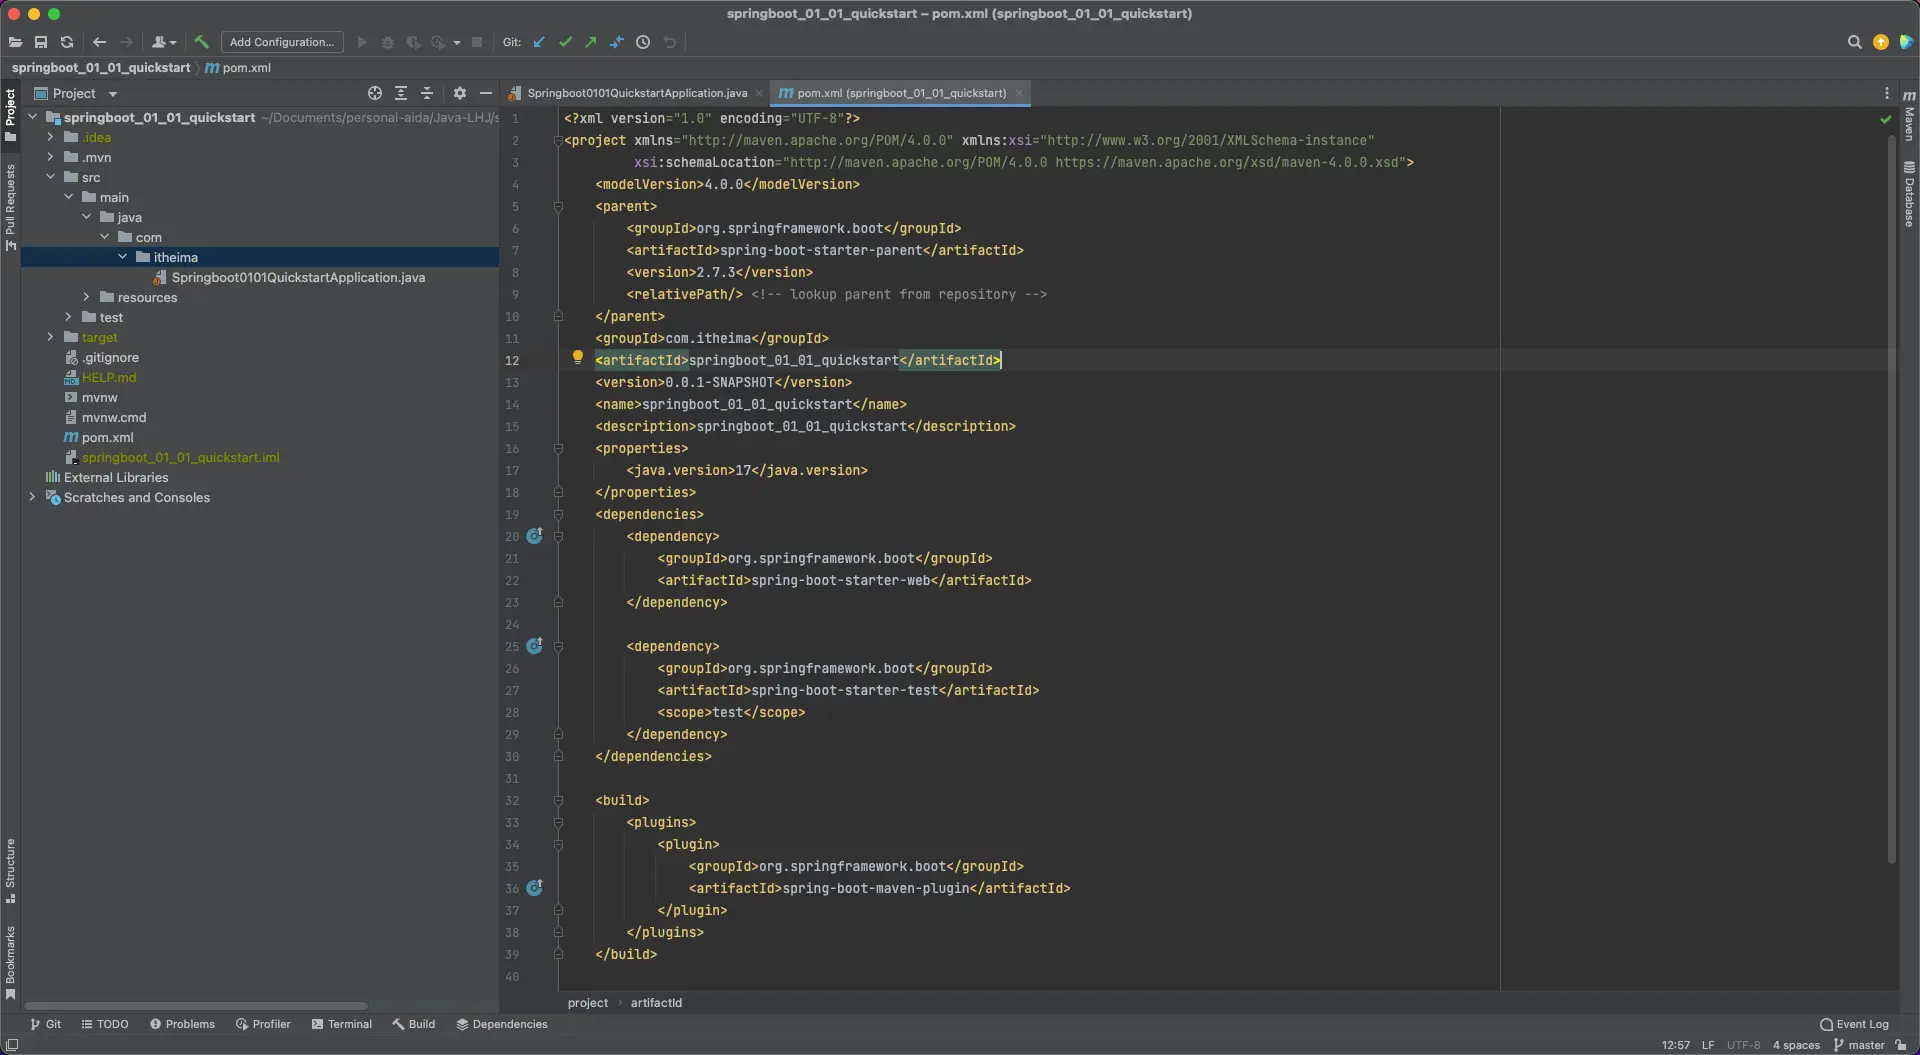 springboot_01_01_quickstart – pom.xml (springboot_01_01_quickstart)
Add Configuration...
Git:
springboot_01_01_quickstart
pom.xml
Project
Pull Requests
Structure
Bookmarks
Project
springboot_01_01_quickstart ~/Documents/personal-aida/Java-LHJ/s
.idea
.mvn
src
main
java
com
itheima
Springboot0101QuickstartApplication.java
resources
test
target
.gitignore
HELP.md
mvnw
mvnw.cmd
pom.xml
springboot_01_01_quickstart.iml
External Libraries
Scratches and Consoles
Springboot0101QuickstartApplication.java
pom.xml (springboot_01_01_quickstart)
1 <?xml version="1.0" encoding="UTF-8"?>
2 <project xmlns="http://maven.apache.org/POM/4.0.0" xmlns:xsi="http://www.w3.org/2001/XMLSchema-instance"
3 xsi:schemaLocation="http://maven.apache.org/POM/4.0.0 https://maven.apache.org/xsd/maven-4.0.0.xsd">
4 <modelVersion>4.0.0</modelVersion>
5 <parent>
6 <groupId>org.springframework.boot</groupId>
7 <artifactId>spring-boot-starter-parent</artifactId>
8 <version>2.7.3</version>
9 <relativePath/> <!-- lookup parent from repository -->
10 </parent>
11 <groupId>com.itheima</groupId>
12 <artifactId>springboot_01_01_quickstart</artifactId>
13 <version>0.0.1-SNAPSHOT</version>
14 <name>springboot_01_01_quickstart</name>
15 <description>springboot_01_01_quickstart</description>
16 <properties>
17 <java.version>17</java.version>
18 </properties>
19 <dependencies>
20 <dependency>
21 <groupId>org.springframework.boot</groupId>
22 <artifactId>spring-boot-starter-web</artifactId>
23 </dependency>
24
25 <dependency>
26 <groupId>org.springframework.boot</groupId>
27 <artifactId>spring-boot-starter-test</artifactId>
28 <scope>test</scope>
29 </dependency>
30 </dependencies>
31
32 <build>
33 <plugins>
34 <plugin>
35 <groupId>org.springframework.boot</groupId>
36 <artifactId>spring-boot-maven-plugin</artifactId>
37 </plugin>
38 </plugins>
39 </build>
40
project › artifactId
Maven
Database
Git
TODO
Problems
Profiler
Terminal
Build
Dependencies
Event Log
12:57 LF UTF-8 4 spaces master